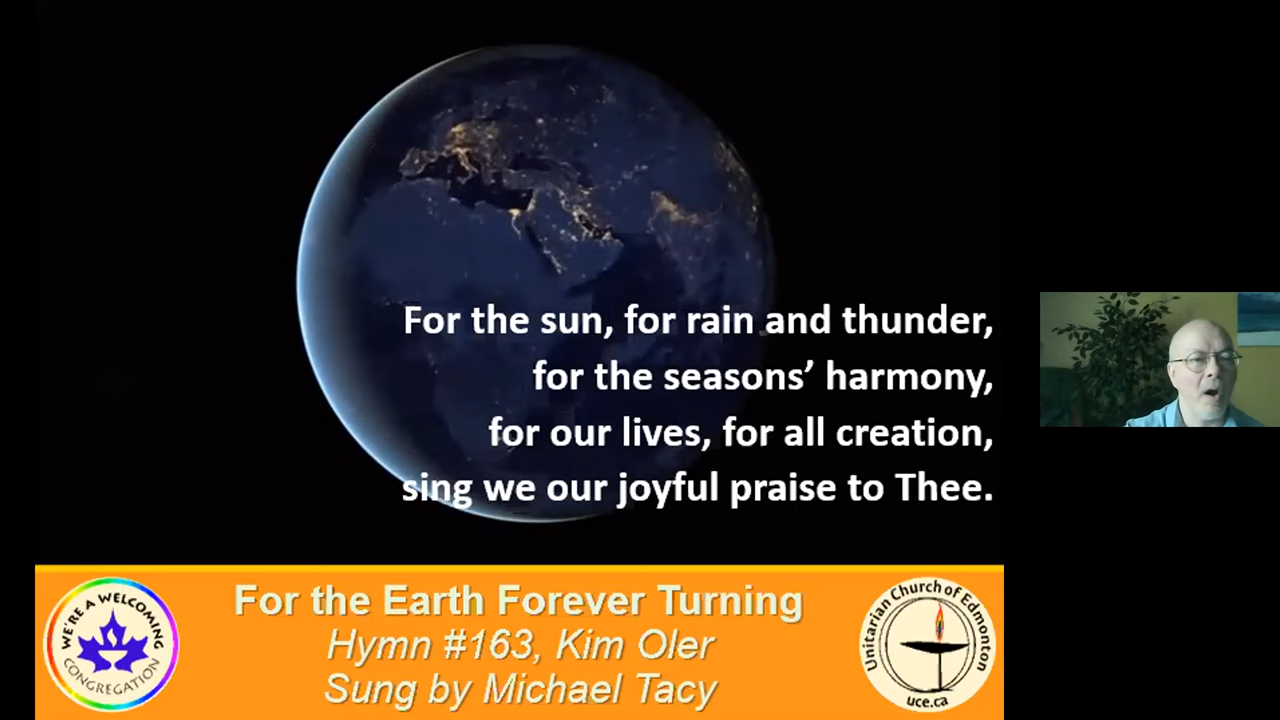 For the sun, for rain and thunder,
for the seasons’ harmony,
for our lives, for all creation,
sing we our joyful praise to Thee.
WE'RE A WELCOMING
CONGREGATION
For the Earth Forever Turning
Hymn #163, Kim Oler
Sung by Michael Tacy
Unitarian Church of Edmonton
uce.ca